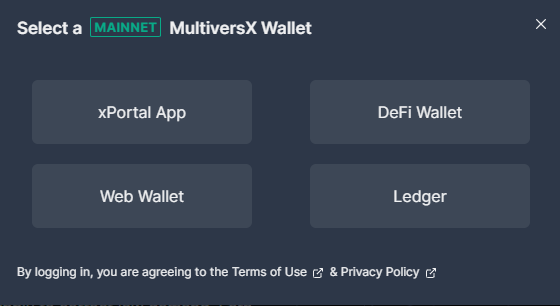 Select a MAINNET MultiversX Wallet
xPortal App
DeFi Wallet
Web Wallet
Ledger
By logging in, you are agreeing to the Terms of Use & Privacy Policy